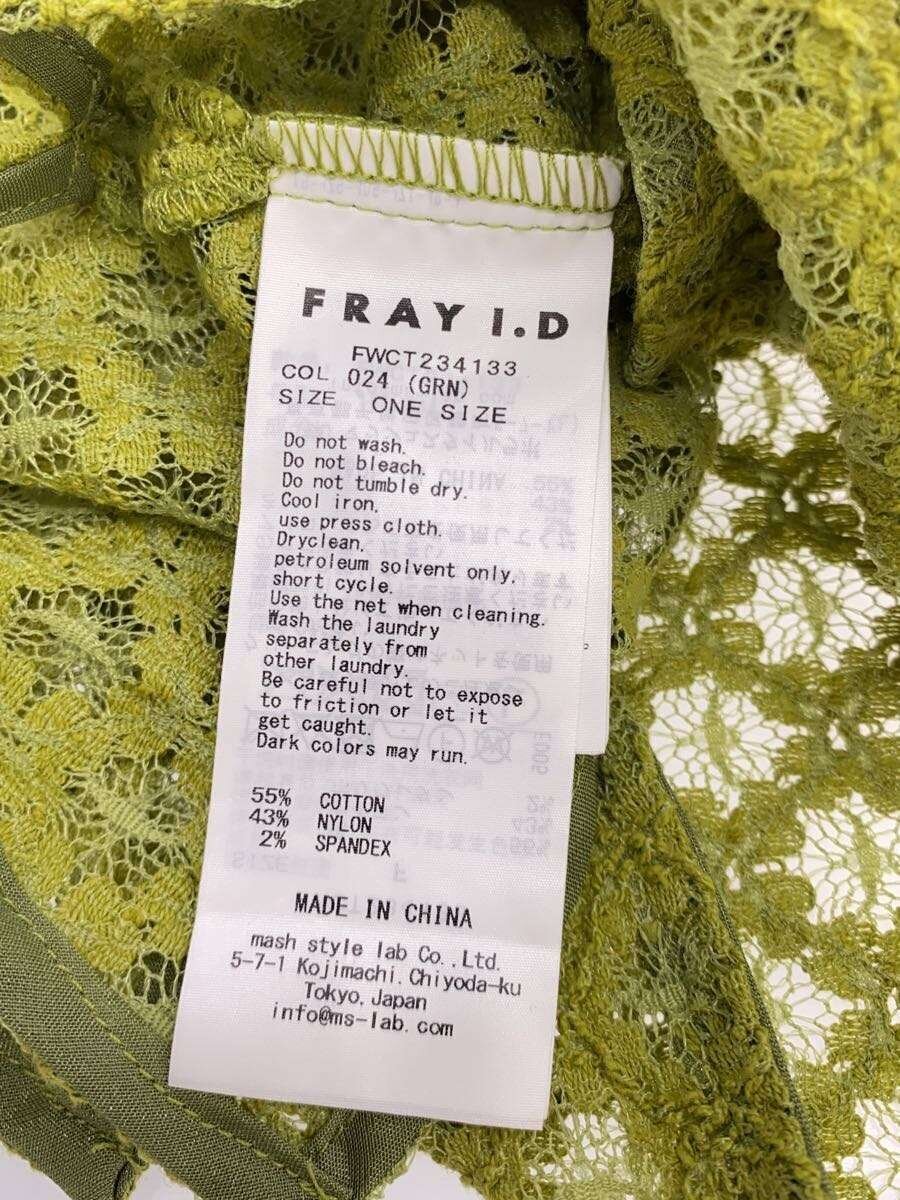 FRAY I.D
FWCT234133
COL 024 (GRN)
SIZE ONE SIZE
Do not wash.
Do not bleach.
Do not tumble dry.
Cool iron.
use press cloth.
Dryclean.
petroleum solvent only.
short cycle.
Use the net when cleaning.
Wash the laundry
separately from
other laundry.
Be careful not to expose
to friction or let it
get caught.
Dark colors may run.
55% COTTON
43% NYLON
2% SPANDEX
MADE IN CHINA
mash style lab Co.,Ltd.
5-7-1 Kojimachi.Chiyoda-ku
Tokyo.Japan
info@ms-lab.com